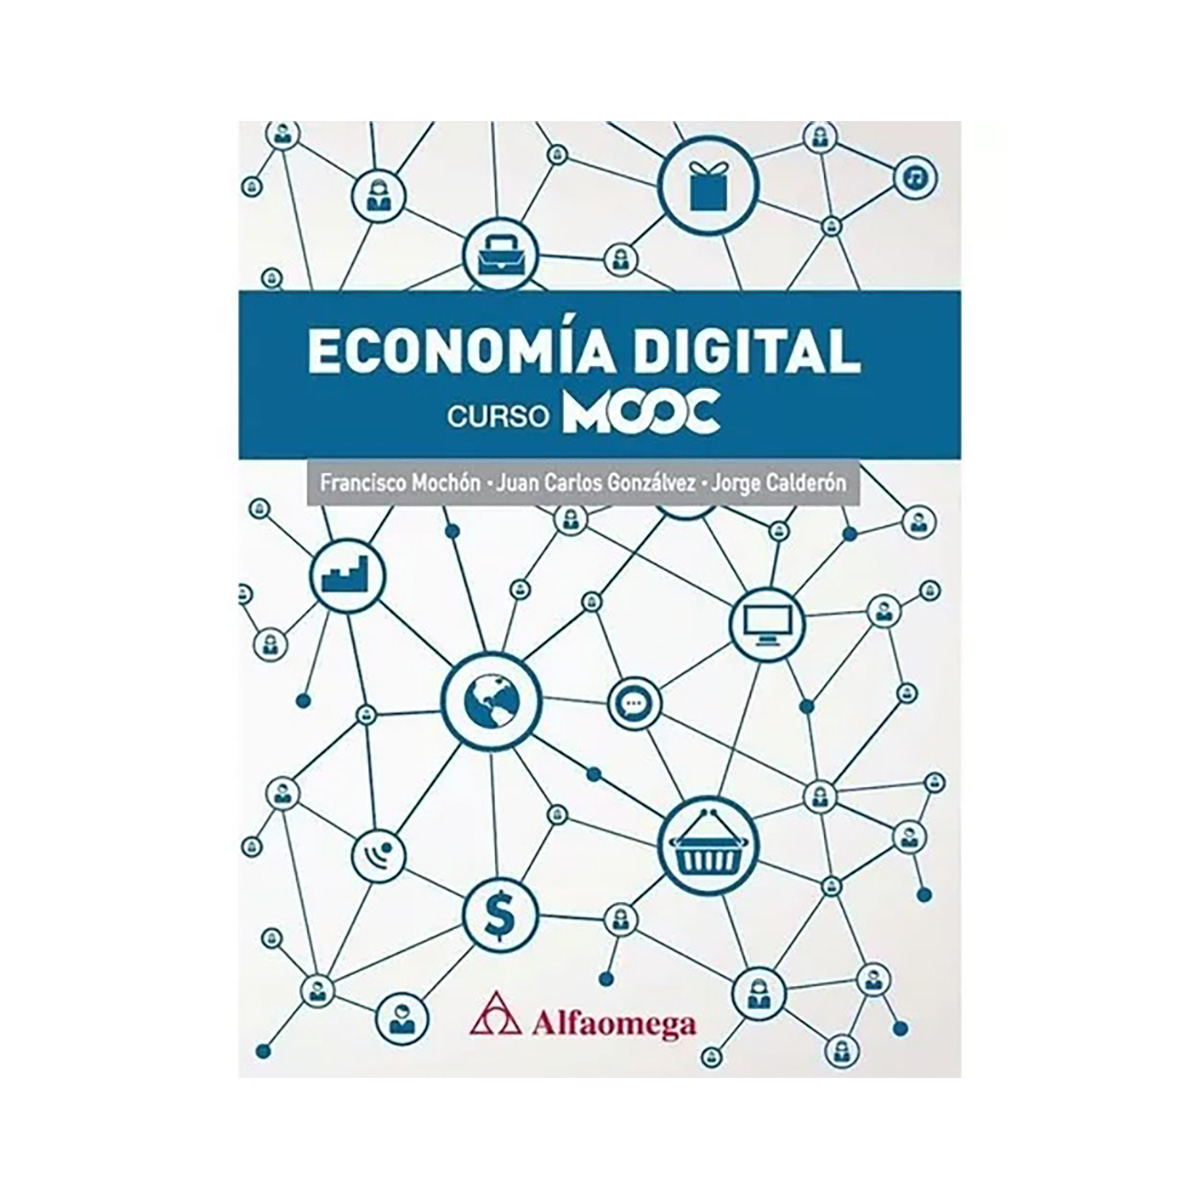 ECONOMÍA DIGITAL
CURSO MOOC
Francisco Mochón · Juan Carlos Gonzálvez · Jorge Calderón
$
Alfaomega